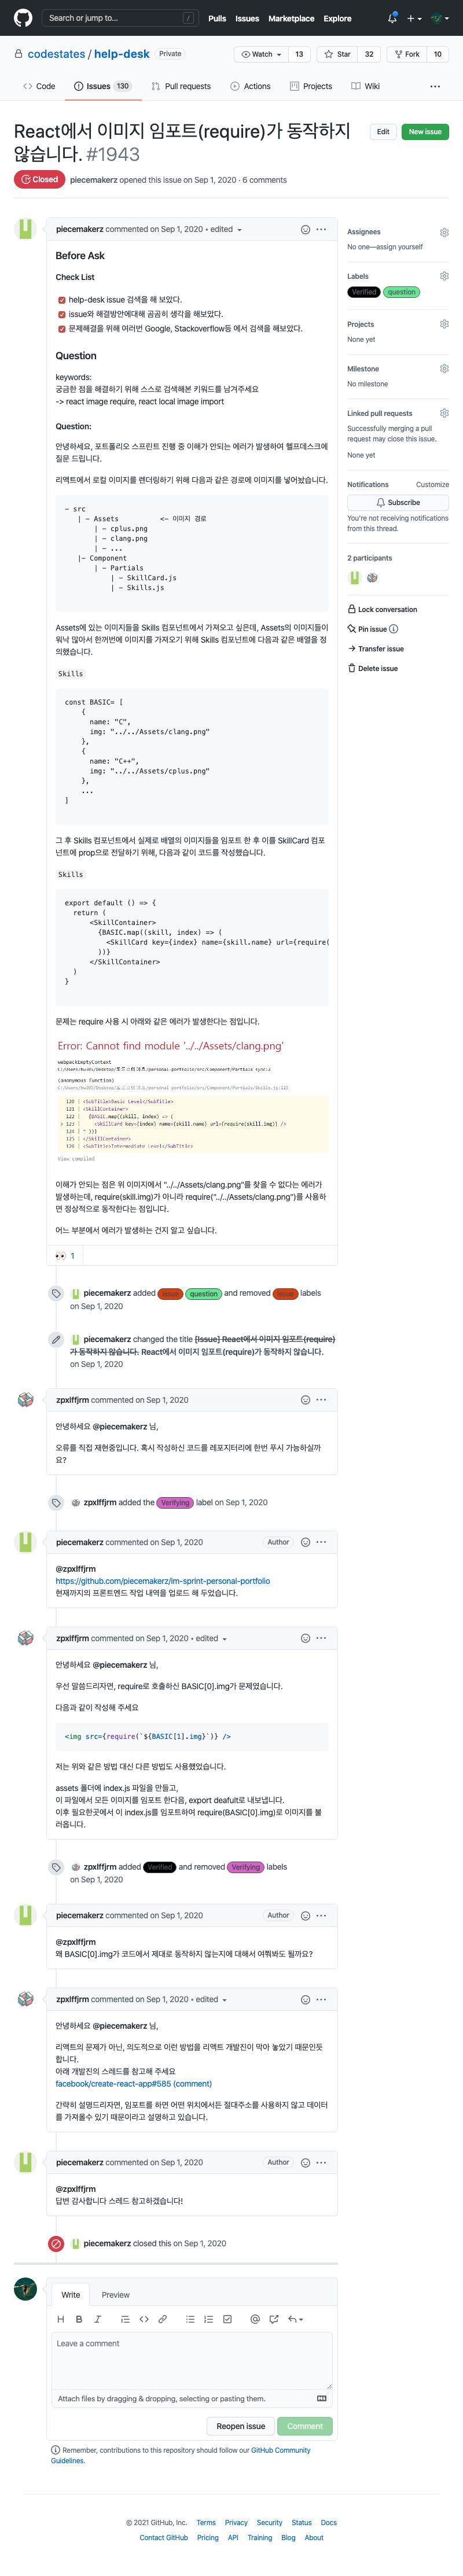 Search or jump to...
/
Pulls Issues Marketplace Explore
codestates / help-desk Private
Watch 13 Star 32 Fork 10
Code Issues 130 Pull requests Actions Projects Wiki
React에서 이미지 임포트(require)가 동작하지
않습니다. #1943
Edit New issue
Closed piecemakerz opened this issue on Sep 1, 2020 · 6 comments
piecemakerz commented on Sep 1, 2020 • edited
Before Ask
Check List
help-desk issue 검색을 해 보았다.
issue와 해결방안에대해 곰곰히 생각을 해보았다.
문제해결을 위해 여러번 Google, Stackoverflow등 에서 검색을 해보았다.
Question
keywords:
궁금한 점을 해결하기 위해 스스로 검색해본 키워드를 남겨주세요
-> react image require, react local image import
Question:
안녕하세요, 포트폴리오 스프린트 진행 중 이해가 안되는 에러가 발생하여 헬프데스크에
질문 드립니다.
리액트에서 로컬 이미지를 렌더링하기 위해 다음과 같은 경로에 이미지를 넣어놨습니다.
- src
| - Assets <- 이미지 경로
| - cplus.png
| - clang.png
| - ...
|- Component
| - Partials
| - SkillCard.js
| - Skills.js
Assets에 있는 이미지들을 Skills 컴포넌트에서 가져오고 싶은데, Assets의 이미지들이
워낙 많아서 한꺼번에 이미지를 가져오기 위해 Skills 컴포넌트에 다음과 같은 배열을 정
의했습니다.
Skills
const BASIC= [
{
name: "C",
img: "../../Assets/clang.png"
},
{
name: "C++",
img: "../../Assets/cplus.png"
},
...
]
그 후 Skills 컴포넌트에서 실제로 배열의 이미지들을 임포트 한 후 이를 SkillCard 컴포
넌트에 prop으로 전달하기 위해, 다음과 같이 코드를 작성했습니다.
Skills
export default () => {
return (
<SkillContainer>
{BASIC.map((skill, index) => (
<SkillCard key={index} name={skill.name} url={require(
))}
</SkillContainer>
)
}
문제는 require 사용 시 아래와 같은 에러가 발생한다는 점입니다.
Error: Cannot find module '../../Assets/clang.png'
webpackEmptyContext
(anonymous function)
120 | <SubTitle>Basic Level</SubTitle>
121 | <SkillContainer>
122 | {BASIC.map((skill, index) => (
> 123 | <SkillCard key={index} name={skill.name} url={require(skill.img)} />
124 | ))}
125 | </SkillContainer>
126 | <SubTitle>Intermediate Level</SubTitle>
View compiled
이해가 안되는 점은 위 이미지에서 "../../Assets/clang.png"를 찾을 수 없다는 에러가
발생하는데, require(skill.img)가 아니라 require("../../Assets/clang.png")를 사용하
면 정상적으로 동작한다는 점입니다.
어느 부분에서 에러가 발생하는 건지 알고 싶습니다.
👀 1
piecemakerz added issue question and removed issue labels
on Sep 1, 2020
piecemakerz changed the title [Issue] React에서 이미지 임포트(require)
가 동작하지 않습니다. React에서 이미지 임포트(require)가 동작하지 않습니다.
on Sep 1, 2020
zpxlffjrm commented on Sep 1, 2020
안녕하세요 @piecemakerz 님,
오류를 직접 재현중입니다. 혹시 작성하신 코드를 레포지터리에 한번 푸시 가능하실까
요?
zpxlffjrm added the Verifying label on Sep 1, 2020
piecemakerz commented on Sep 1, 2020 Author
@zpxlffjrm
https://github.com/piecemakerz/im-sprint-personal-portfolio
현재까지의 프론트엔드 작업 내역을 업로드 해 두었습니다.
zpxlffjrm commented on Sep 1, 2020 • edited
안녕하세요 @piecemakerz 님,
우선 말씀드리자면, require로 호출하신 BASIC[0].img가 문제였습니다.
다음과 같이 작성해 주세요
<img src={require(`${BASIC[1].img}`)} />
저는 위와 같은 방법 대신 다른 방법도 사용했었습니다.
assets 폴더에 index.js 파일을 만들고,
이 파일에서 모든 이미지를 임포트 한다음, export deafult로 내보냅니다.
이후 필요한곳에서 이 index.js를 임포트하여 require(BASIC[0].img)로 이미지를 불
러옵니다.
zpxlffjrm added Verified and removed Verifying labels
on Sep 1, 2020
piecemakerz commented on Sep 1, 2020 Author
@zpxlffjrm
왜 BASIC[0].img가 코드에서 제대로 동작하지 않는지에 대해서 여쭤봐도 될까요?
zpxlffjrm commented on Sep 1, 2020 • edited
안녕하세요 @piecemakerz 님,
리액트의 문제가 아닌, 의도적으로 이런 방법을 리액트 개발진이 막아 놓았기 때문인듯
합니다.
아래 개발진의 스레드를 참고해 주세요
facebook/create-react-app#585 (comment)
간략히 설명드리자면, 임포트를 하면 어떤 위치에서든 절대주소를 사용하지 않고 데이터
를 가져올수 있기 때문이라고 설명하고 있습니다.
piecemakerz commented on Sep 1, 2020 Author
@zpxlffjrm
답변 감사합니다 스레드 참고하겠습니다!
piecemakerz closed this on Sep 1, 2020
Write Preview
Leave a comment
Attach files by dragging & dropping, selecting or pasting them.
Reopen issue Comment
Remember, contributions to this repository should follow our GitHub Community
Guidelines.
Assignees
No one—assign yourself
Labels
Verified question
Projects
None yet
Milestone
No milestone
Linked pull requests
Successfully merging a pull
request may close this issue.
None yet
Notifications Customize
Subscribe
You're not receiving notifications
from this thread.
2 participants
Lock conversation
Pin issue
Transfer issue
Delete issue
© 2021 GitHub, Inc. Terms Privacy Security Status Docs
Contact GitHub Pricing API Training Blog About